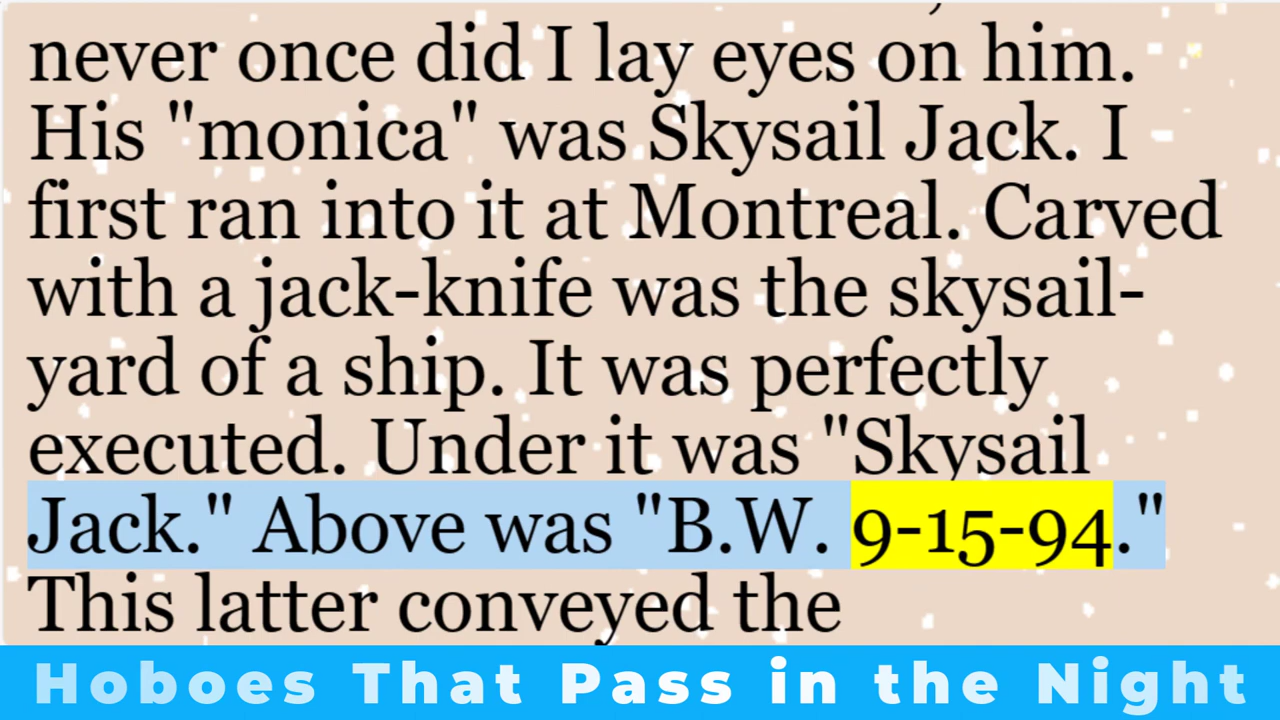 never once did I lay eyes on him.
His "monica" was Skysail Jack. I
first ran into it at Montreal. Carved
with a jack-knife was the skysail-
yard of a ship. It was perfectly
executed. Under it was "Skysail
Jack." Above was "B.W. 9-15-94."
This latter conveyed the
Hoboes That Pass in the Night